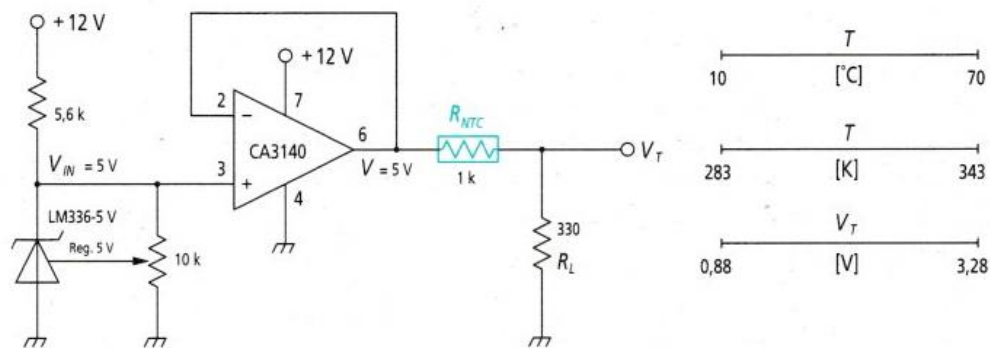 +12 V
5,6 k
V_IN = 5 V
LM336-5 V
Reg. 5 V
10 k
2
−
3
+
CA3140
+12 V
7
6
4
V = 5 V
R_NTC
1 k
V_T
330
R_L
T
10 [°C] 70
T
283 [K] 343
V_T
0,88 [V] 3,28